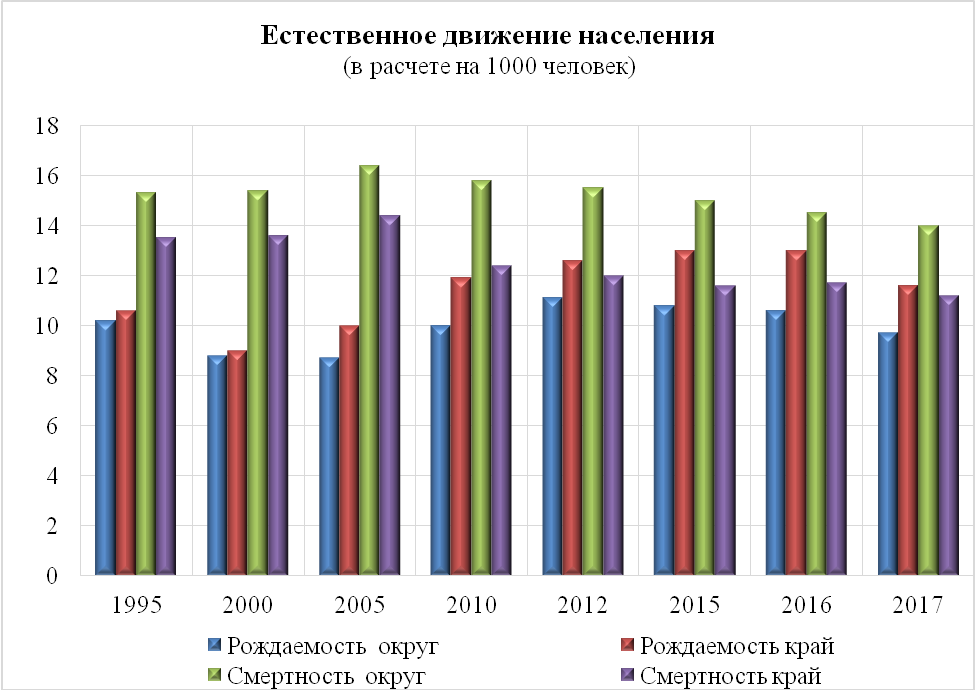 Естественное движение населения
(в расчете на 1000 человек)
18
16
14
12
10
8
6
4
2
0
1995 2000 2005 2010 2012 2015 2016 2017
Рождаемость округ Рождаемость край
Смертность округ Смертность край